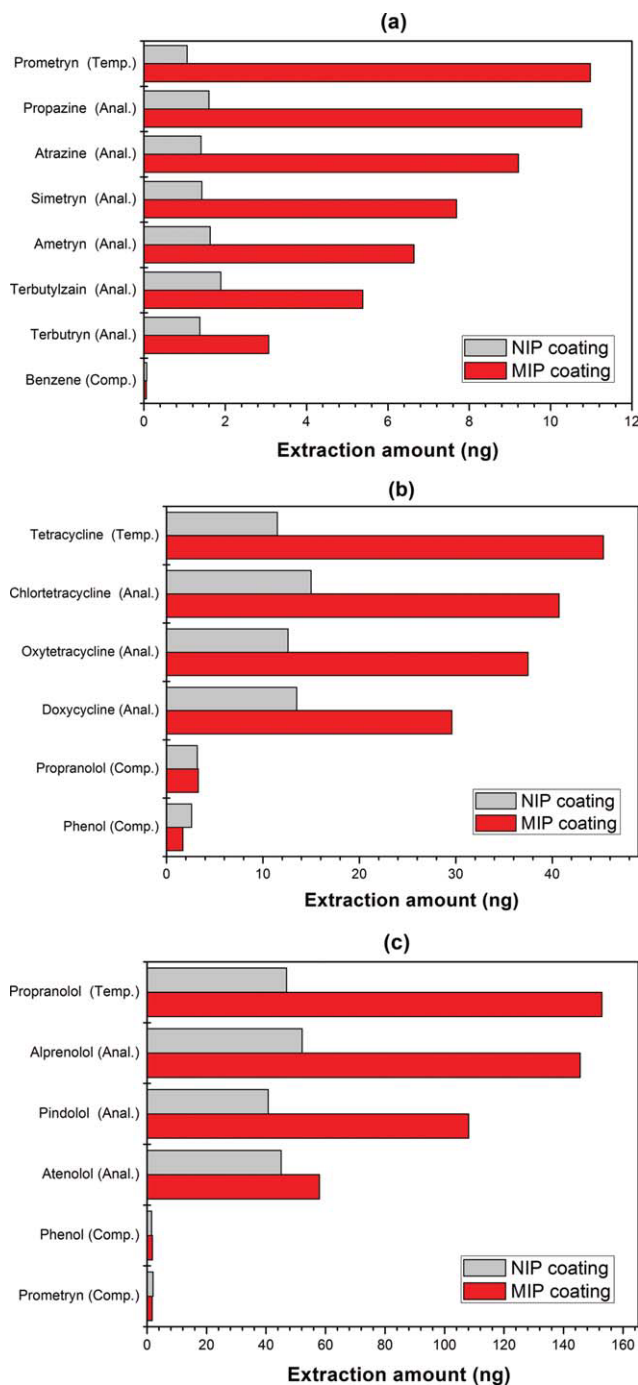 (a)
Prometryn (Temp.)
Propazine (Anal.)
Atrazine (Anal.)
Simetryn (Anal.)
Ametryn (Anal.)
Terbutylzain (Anal.)
Terbutryn (Anal.)
Benzene (Comp.)
NIP coating
MIP coating
0 2 4 6 8 10 12
Extraction amount (ng)
(b)
Tetracycline (Temp.)
Chlortetracycline (Anal.)
Oxytetracycline (Anal.)
Doxycycline (Anal.)
Propranolol (Comp.)
Phenol (Comp.)
NIP coating
MIP coating
0 10 20 30 40
Extraction amount (ng)
(c)
Propranolol (Temp.)
Alprenolol (Anal.)
Pindolol (Anal.)
Atenolol (Anal.)
Phenol (Comp.)
Prometryn (Comp.)
NIP coating
MIP coating
0 20 40 60 80 100 120 140 160
Extraction amount (ng)